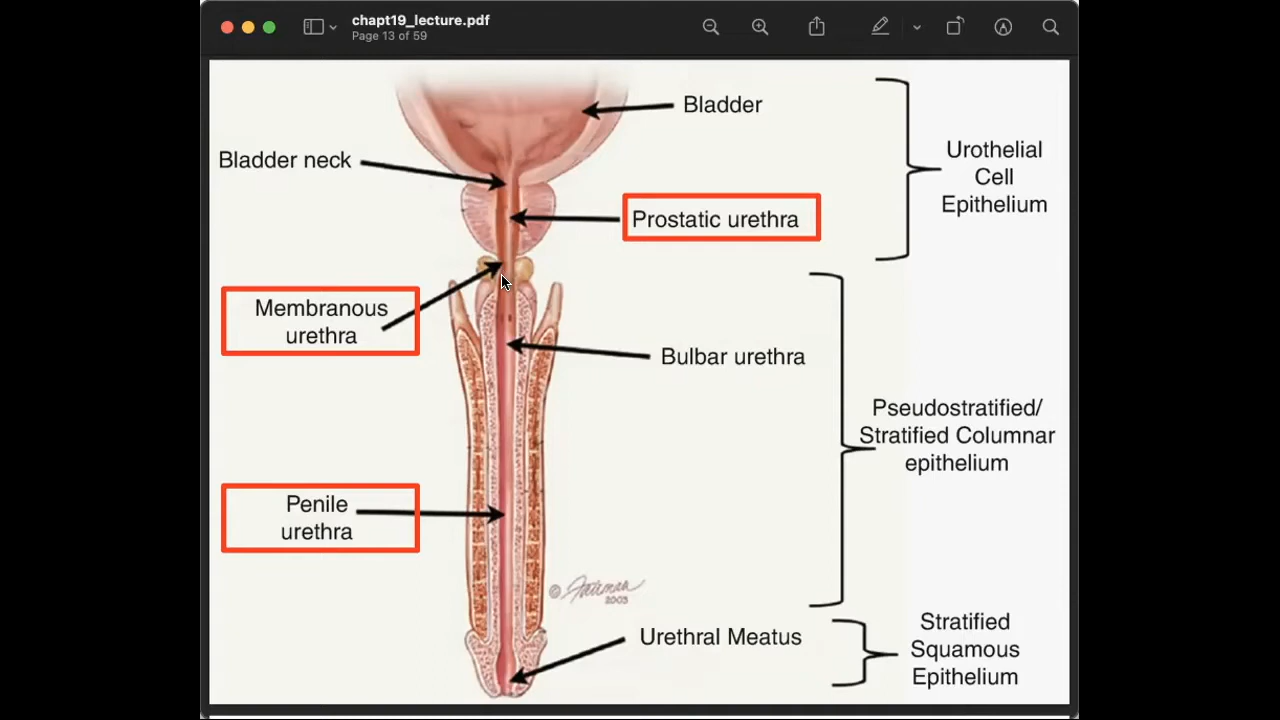 chapt19_lecture.pdf
Page 13 of 59
Bladder
Bladder neck
Urothelial
Cell
Epithelium
Prostatic urethra
Membranous
urethra
Bulbar urethra
Pseudostratified/
Stratified Columnar
epithelium
Penile
urethra
©
2003
Urethral Meatus
Stratified
Squamous
Epithelium